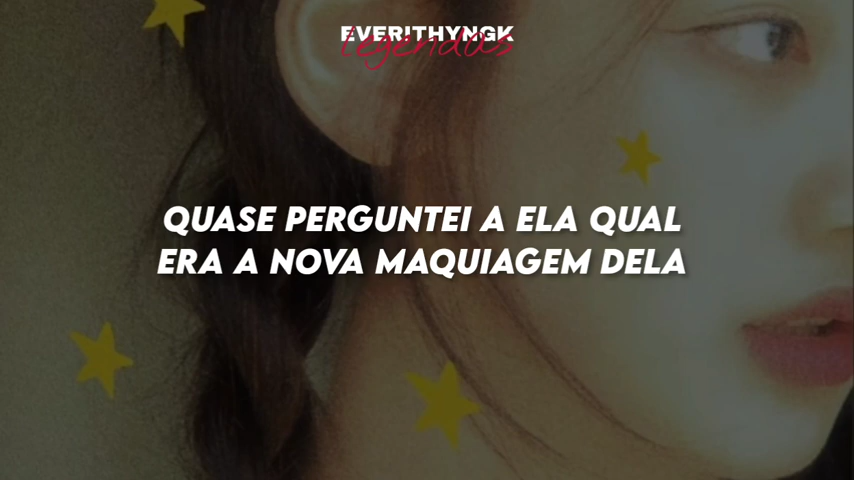 EVERITHYNGK
legendas
QUASE PERGUNTEI A ELA QUAL
ERA A NOVA MAQUIAGEM DELA